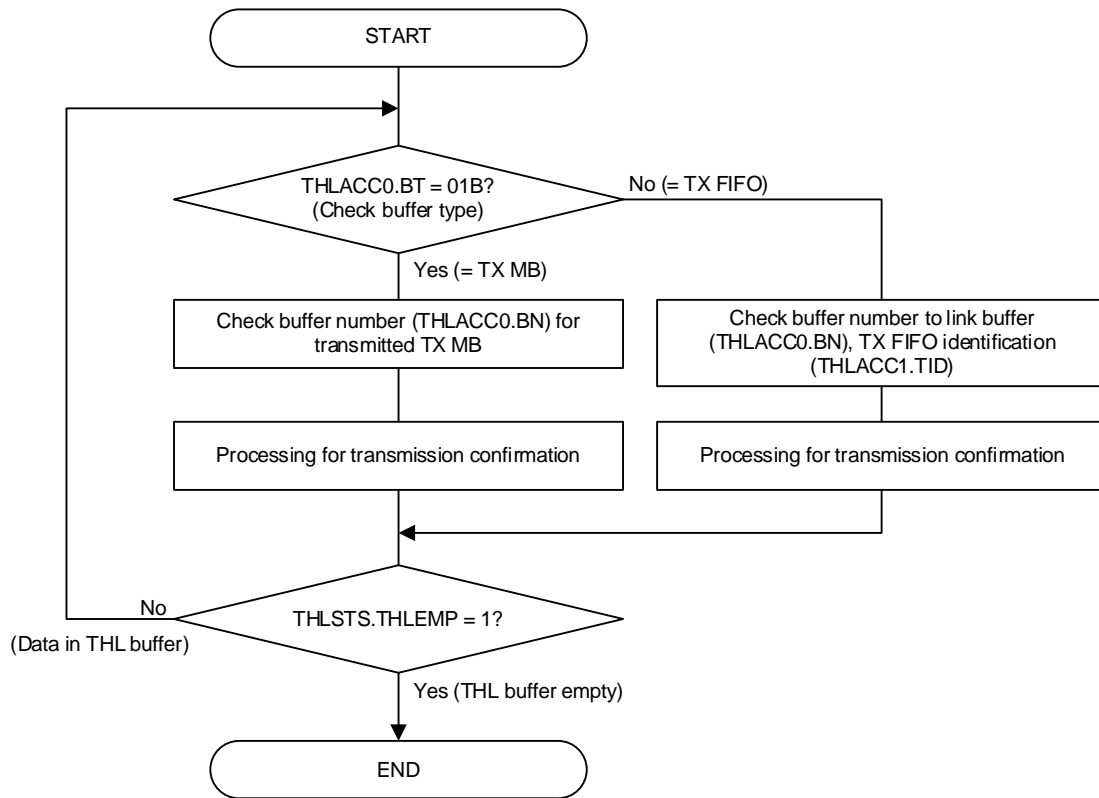 START
THLACC0.BT = 01B?
(Check buffer type)
No (= TX FIFO)
Yes (= TX MB)
Check buffer number (THLACC0.BN) for
transmitted TX MB
Check buffer number to link buffer
(THLACC0.BN), TX FIFO identification
(THLACC1.TID)
Processing for transmission confirmation
Processing for transmission confirmation
No
(Data in THL buffer)
THLSTS.THLEMP = 1?
Yes (THL buffer empty)
END